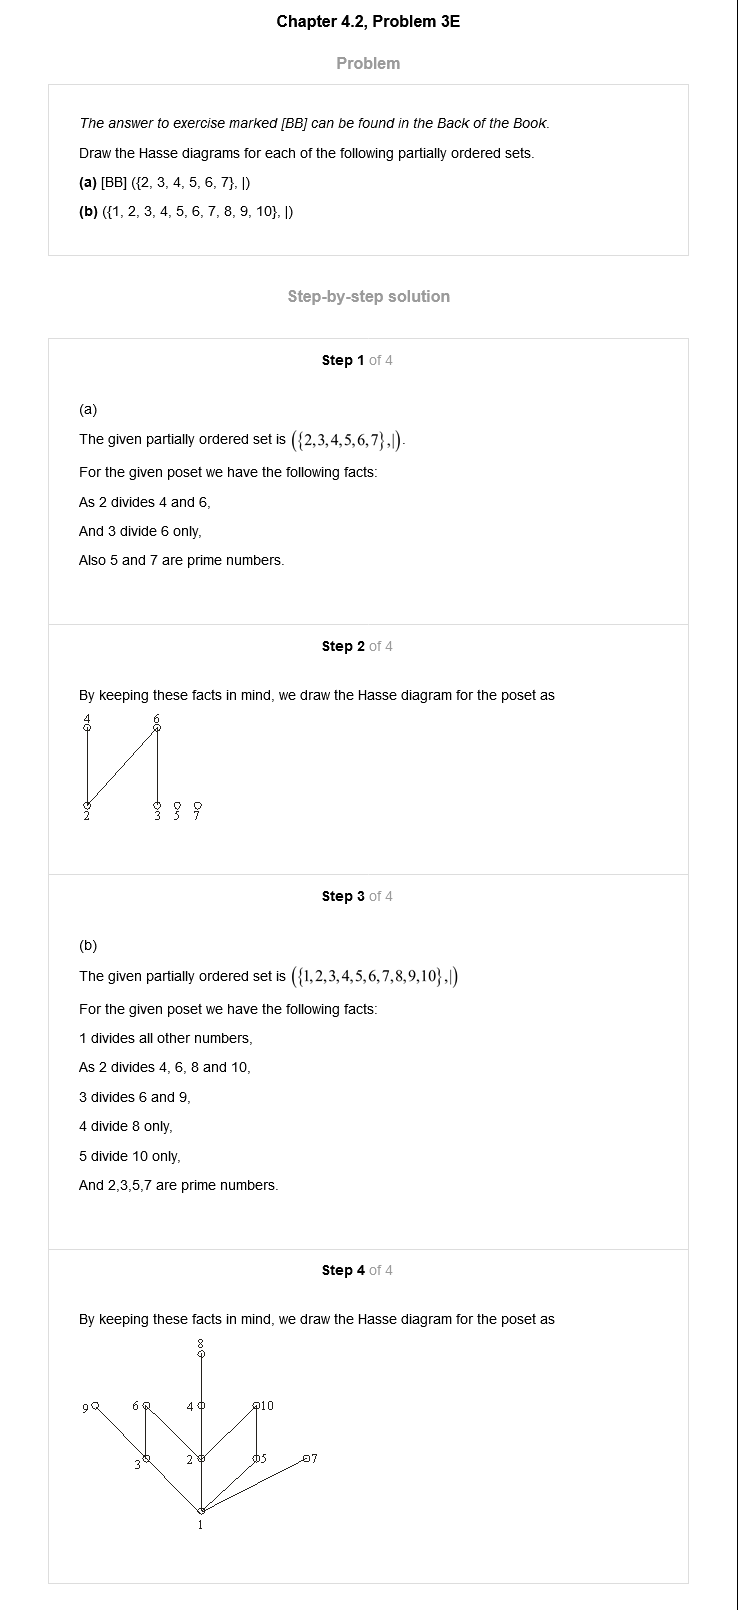 Chapter 4.2, Problem 3E
Problem
The answer to exercise marked [BB] can be found in the Back of the Book.
Draw the Hasse diagrams for each of the following partially ordered sets.
(a) [BB] ({2, 3, 4, 5, 6, 7}, |)
(b) ({1, 2, 3, 4, 5, 6, 7, 8, 9, 10}, |)
Step-by-step solution
Step 1 of 4
(a)
The given partially ordered set is ({2,3,4,5,6,7},|).
For the given poset we have the following facts:
As 2 divides 4 and 6,
And 3 divide 6 only,
Also 5 and 7 are prime numbers.
Step 2 of 4
By keeping these facts in mind, we draw the Hasse diagram for the poset as
4 6
2 3 5 7
Step 3 of 4
(b)
The given partially ordered set is ({1,2,3,4,5,6,7,8,9,10},|)
For the given poset we have the following facts:
1 divides all other numbers,
As 2 divides 4, 6, 8 and 10,
3 divides 6 and 9,
4 divide 8 only,
5 divide 10 only,
And 2,3,5,7 are prime numbers.
Step 4 of 4
By keeping these facts in mind, we draw the Hasse diagram for the poset as
8
9 6 4 10
3 2 5 7
1